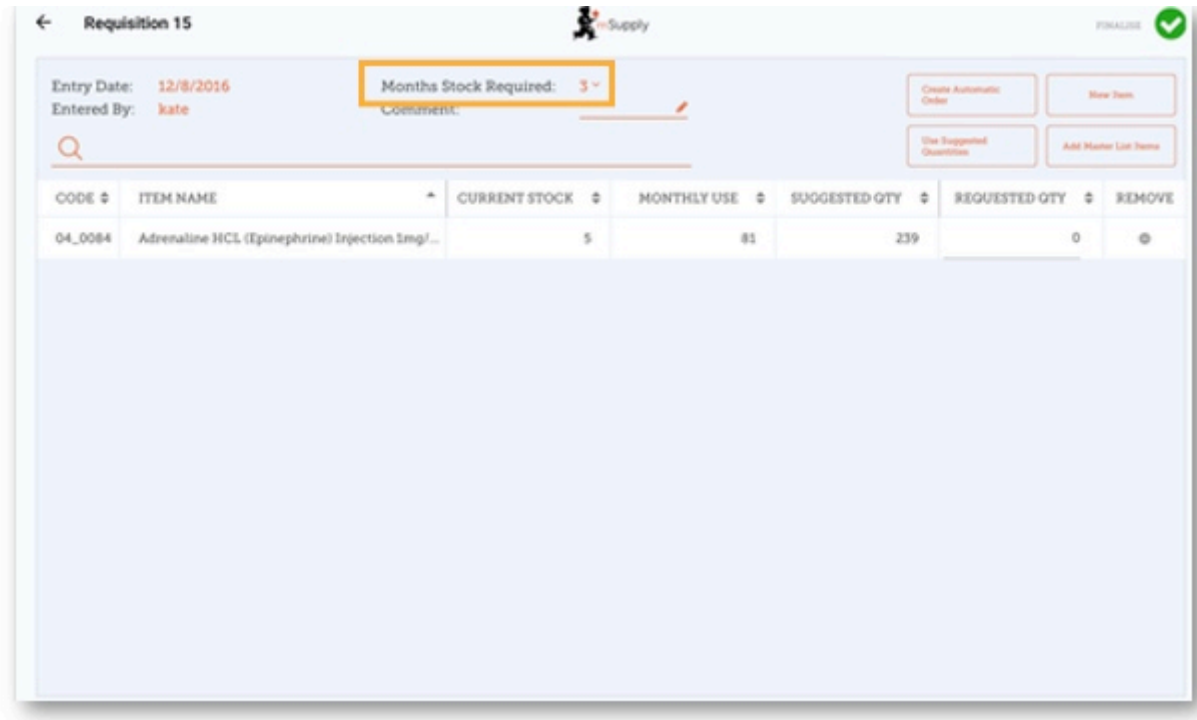 Requisition 15
mSupply
FINALISE
Entry Date: 12/8/2016
Months Stock Required: 3
Entered By: kate
Comment:
Create Automatic
Order
New Item
Use Suggested
Quantities
Add Master List Items
CODE ITEM NAME CURRENT STOCK MONTHLY USE SUGGESTED QTY REQUESTED QTY REMOVE
04_0084 Adrenaline HCL (Epinephrine) Injection 1mg/... 5 81 239 0